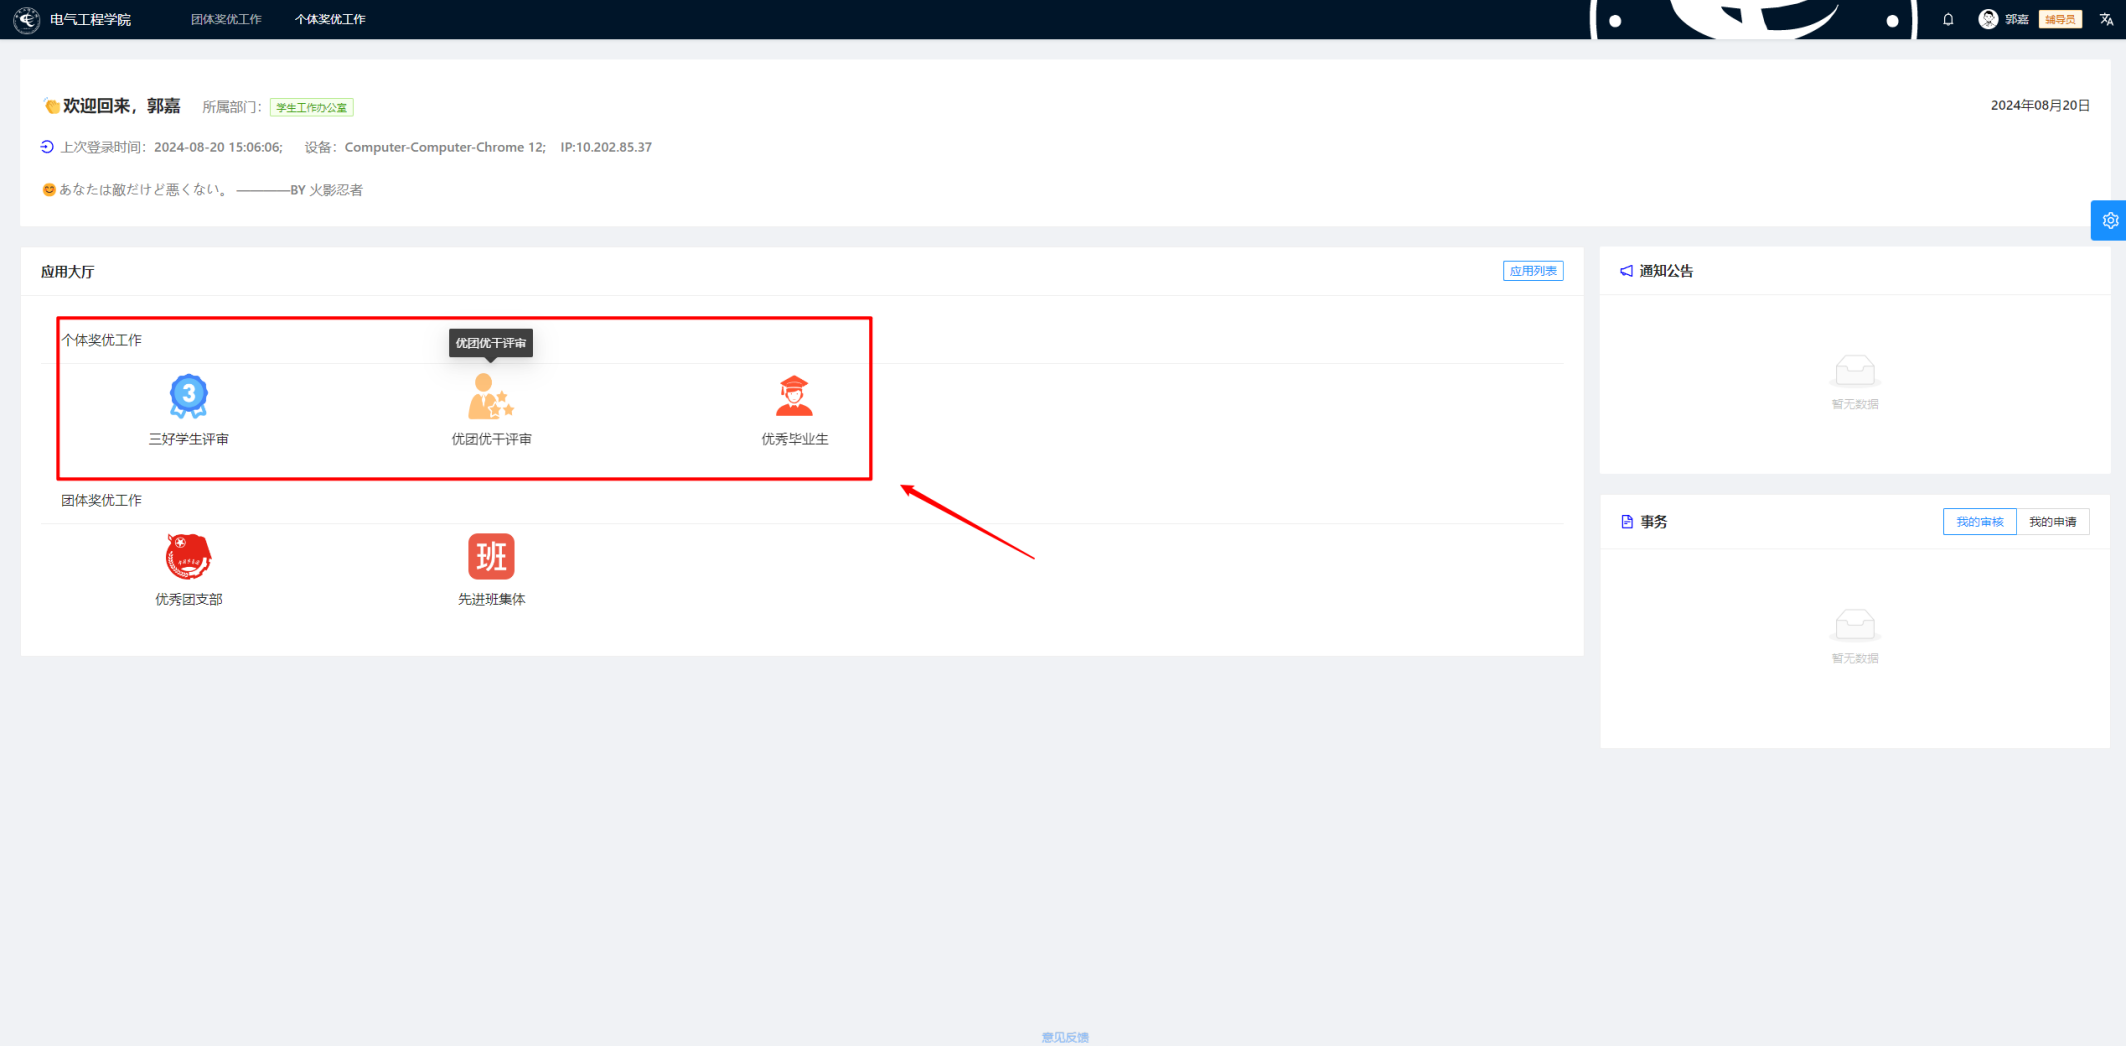 电气工程学院 团体奖优工作 个体奖优工作 郭嘉 辅导员
👏欢迎回来，郭嘉 所属部门： 学生工作办公室 2024年08月20日
上次登录时间：2024-08-20 15:06:06; 设备：Computer-Computer-Chrome 12; IP:10.202.85.37
😊あなたは敵だけど悪くない。 ————BY 火影忍者
应用大厅 应用列表
个体奖优工作
优团优干评审
3
三好学生评审 优团优干评审 优秀毕业生
团体奖优工作
班
优秀团支部 先进班集体
通知公告
暂无数据
事务 我的审核 我的申请
暂无数据
意见反馈